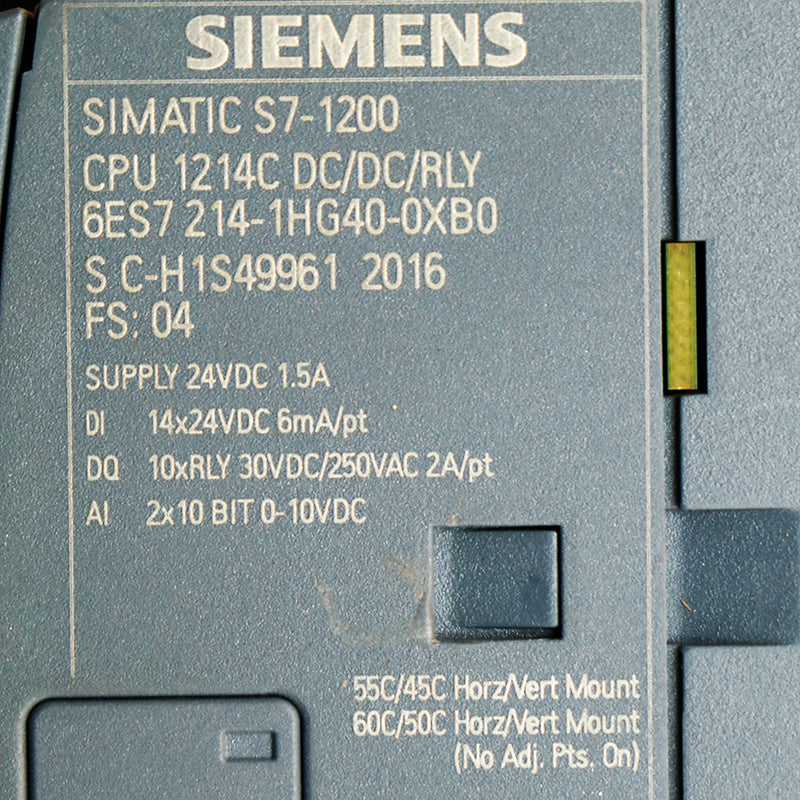 SIEMENS
SIMATIC S7-1200
CPU 1214C DC/DC/RLY
6ES7 214-1HG40-0XB0
S C-H1S49961 2016
FS: 04
SUPPLY 24VDC 1.5A
DI 14x24VDC 6mA/pt
DQ 10xRLY 30VDC/250VAC 2A/pt
AI 2x10 BIT 0-10VDC
55C/45C Horz/Vert Mount
60C/50C Horz/Vert Mount
(No Adj. Pts. On)